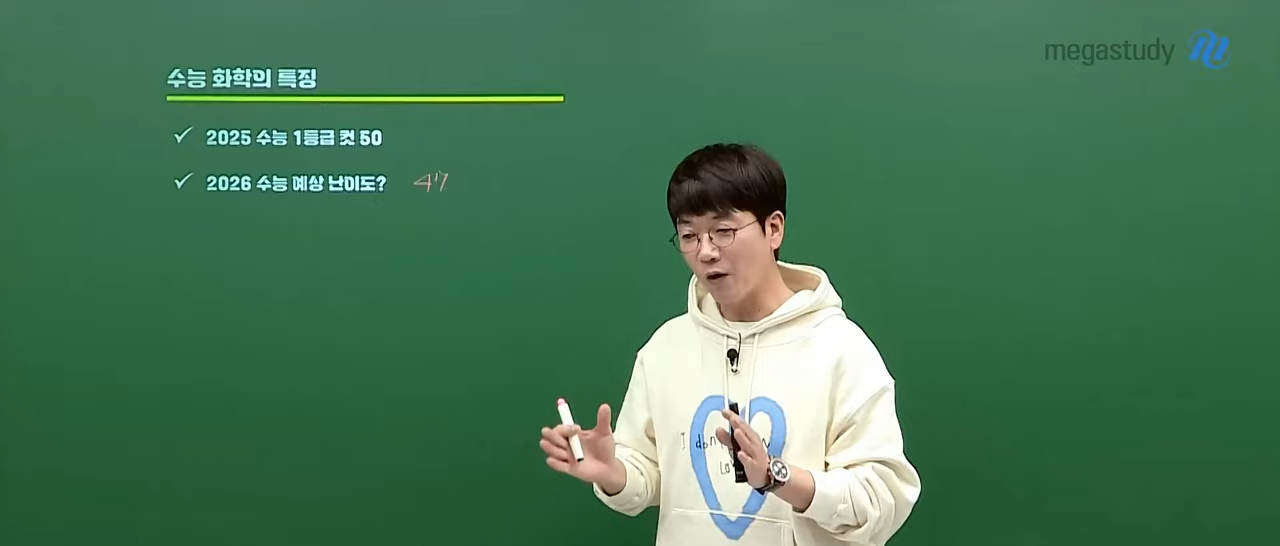 megastudy
수능 화학의 특징
✓ 2025 수능 1등급 컷 50
✓ 2026 수능 예상 난이도? 47
I don